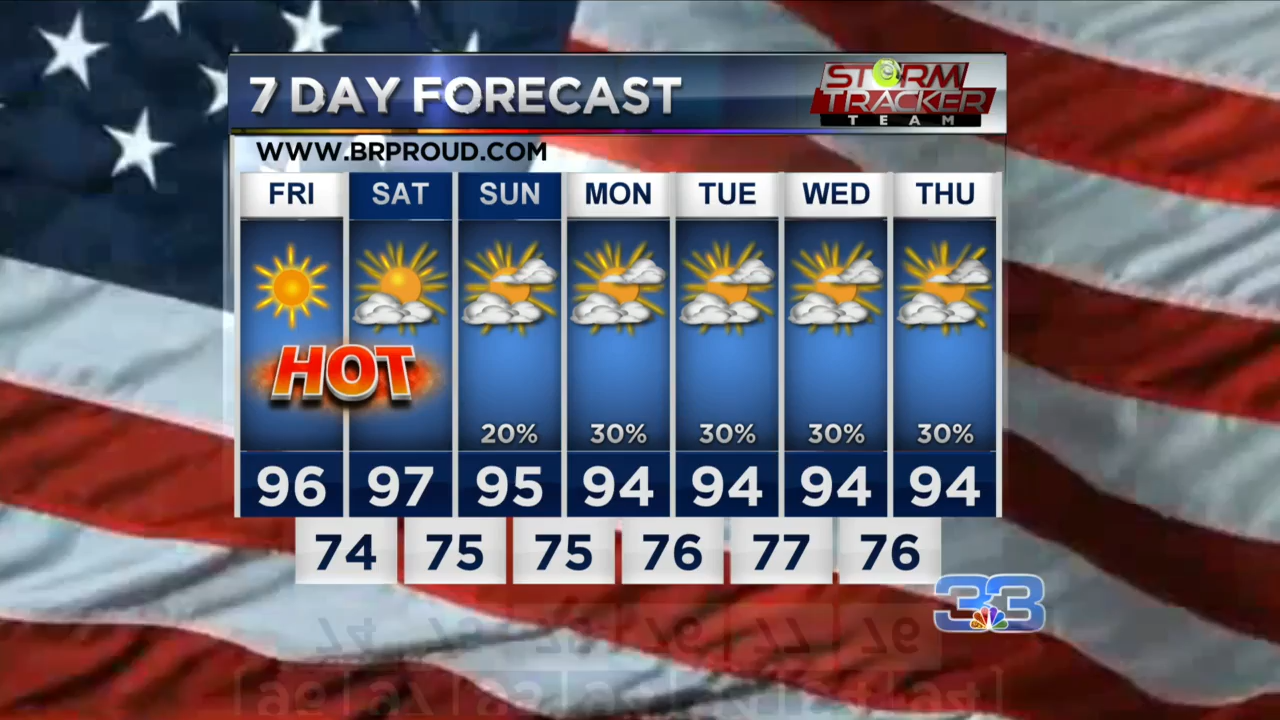 7 DAY FORECAST
STORM
TRACKER
TEAM
WWW.BRPROUD.COM
FRI SAT SUN MON TUE WED THU
HOT
20% 30% 30% 30% 30%
96 97 95 94 94 94 94
74 75 75 76 77 76
33